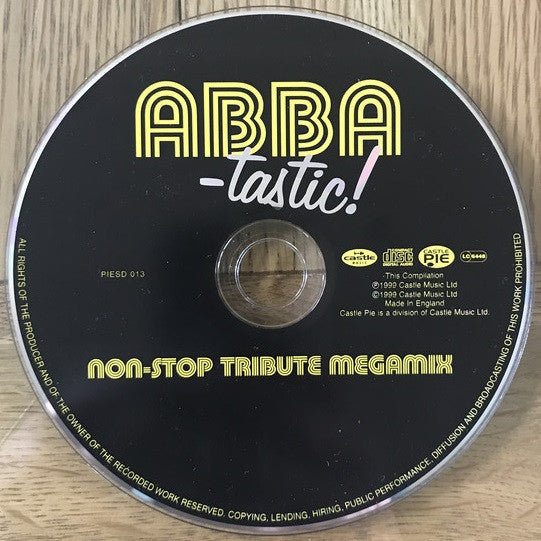 ABBA
-tastic!
PIESD 013
castle
MUSIC
COMPACT
disc
DIGITAL AUDIO
CASTLE
PIE
LC 6448
-This Compilation
℗1999 Castle Music Ltd
©1999 Castle Music Ltd
Made In England
Castle Pie is a division of Castle Music Ltd.
NON-STOP TRIBUTE MEGAMIX
ALL RIGHTS OF THE PRODUCER AND OF THE OWNER OF THE RECORDED WORK RESERVED. COPYING, LENDING, HIRING, PUBLIC PERFORMANCE, DIFFUSION AND BROADCASTING OF THIS WORK PROHIBITED